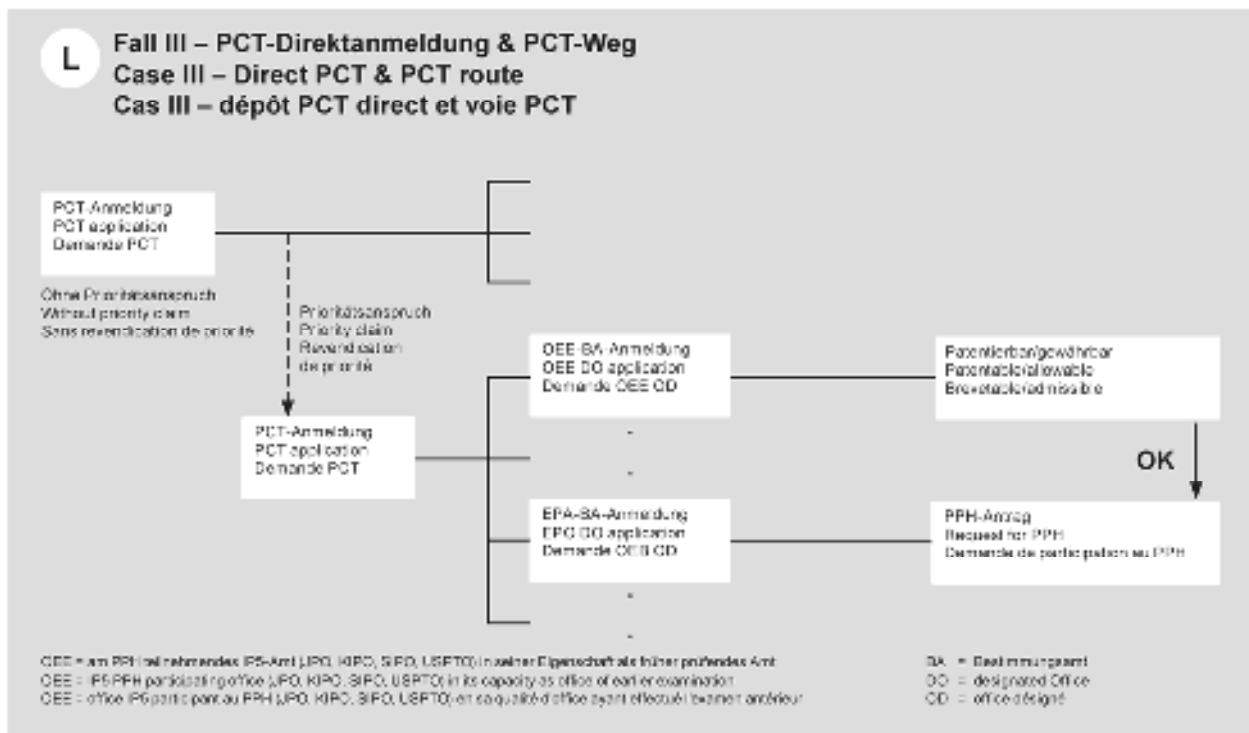 L
Fall III – PCT-Direktanmeldung & PCT-Weg
Case III – Direct PCT & PCT route
Cas III – dépôt PCT direct et voie PCT
PCT-Anmeldung
PCT application
Demande PCT
Ohne Prioritätsanspruch
Without priority claim
Sans revendication de priorité
Prioritätsanspruch
Priority claim
Revendication
de priorité
OEE-BA-Anmeldung
OEE DO application
Demande OEE OD
Patentierbar/gewährbar
Patentable/allowable
Brevetable/admissible
PCT-Anmeldung
PCT application
Demande PCT
OK
EPA-BA-Anmeldung
EPO DO application
Demande OEB OD
PPH-Antrag
Request for PPH
Demande de participation au PPH
OEE = am PPH teilnehmendes IP5-Amt (JPO, KIPO, SIPO, USPTO) in seiner Eigenschaft als früher prüfendes Amt
OEE = IP5 PPH participating office (JPO, KIPO, SIPO, USPTO) in its capacity as office of earlier examination
OEE = office IP5 participant au PPH (JPO, KIPO, SIPO, USPTO) en sa qualité d'office ayant effectué l'examen antérieur
BA = Bestimmungsamt
DO = designated Office
OD = office désigné